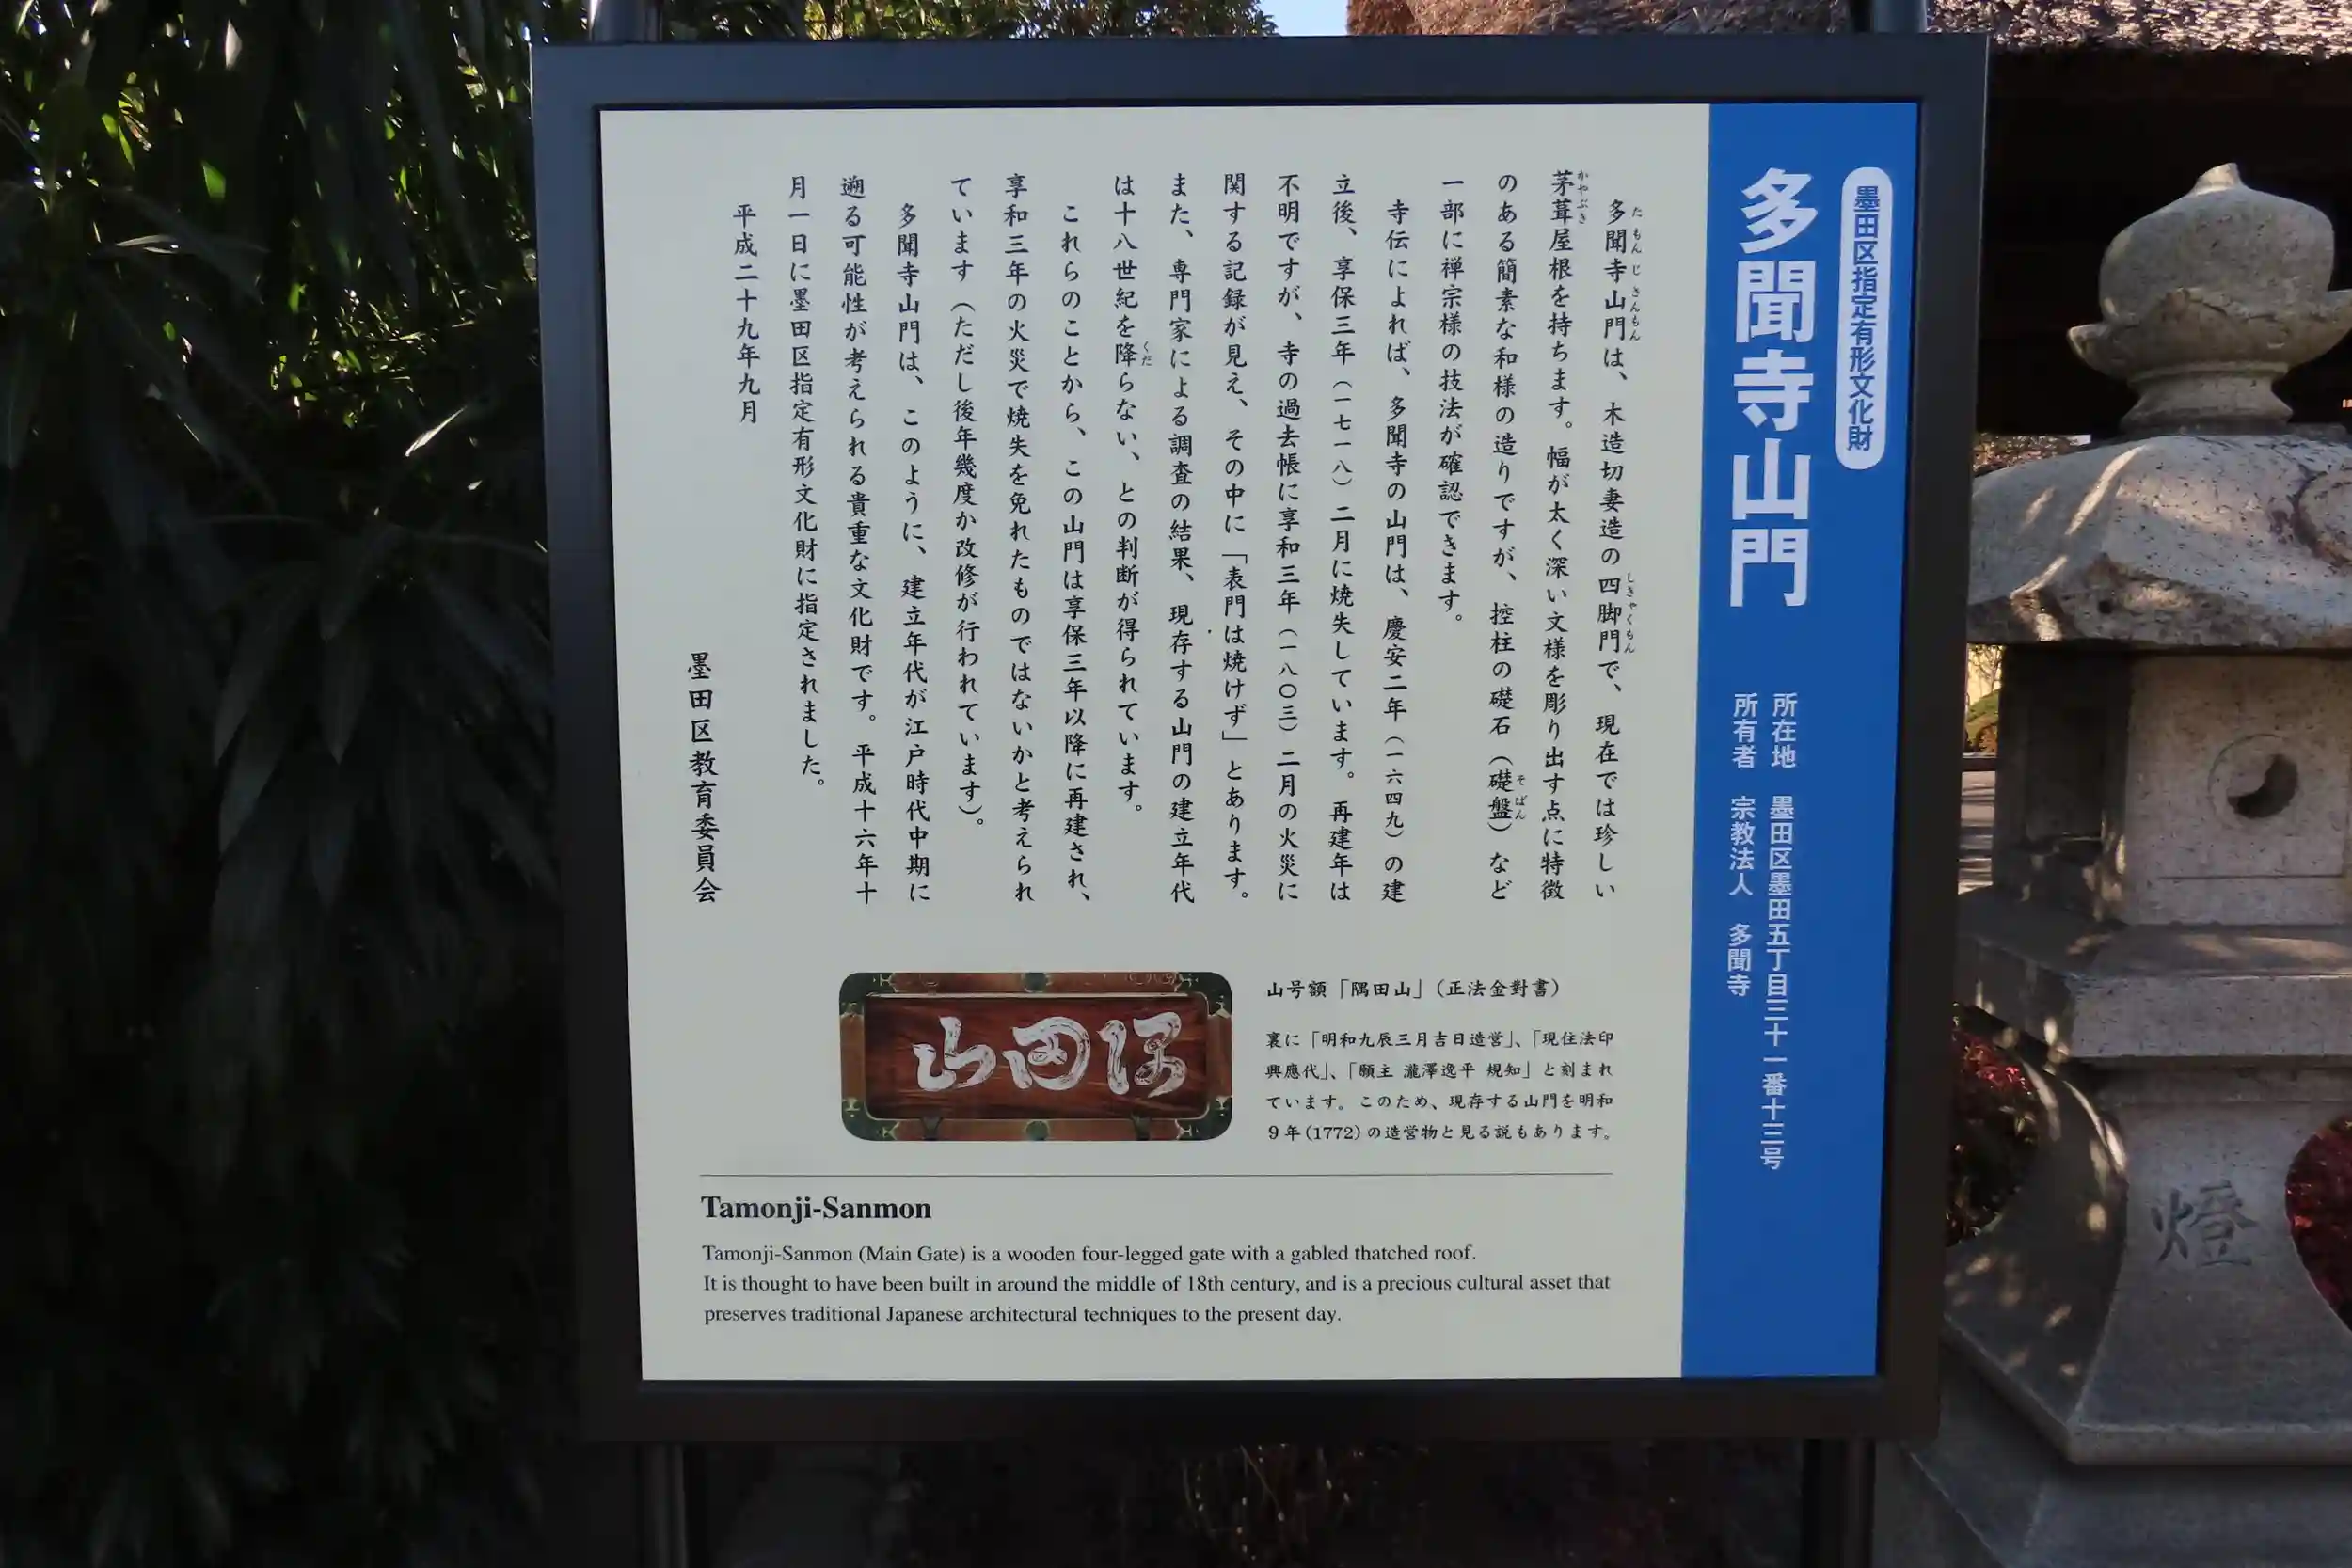 墨田区指定有形文化財
多聞寺山門
所在地 墨田区墨田五丁目三十一番十三号
所有者 宗教法人 多聞寺
多聞寺山門は、木造切妻造の四脚門で、現在では珍しい
たもんじさんもん
しきゃくもん
茅葺屋根を持ちます。幅が太く深い文様を彫り出す点に特徴
かやぶき
のある簡素な和様の造りですが、控柱の礎石（礎盤）など
そばん
一部に禅宗様の技法が確認できます。
寺伝によれば、多聞寺の山門は、慶安二年（一六四九）の建
立後、享保三年（一七一八）二月に焼失しています。再建年は
不明ですが、寺の過去帳に享和三年（一八〇三）二月の火災に
関する記録が見え、その中に「表門は焼けず」とあります。
また、専門家による調査の結果、現存する山門の建立年代
は十八世紀を降らない、との判断が得られています。
くだ
これらのことから、この山門は享保三年以降に再建され、
享和三年の火災で焼失を免れたものではないかと考えられ
ています（ただし後年幾度か改修が行われています）。
多聞寺山門は、このように、建立年代が江戸時代中期に
遡る可能性が考えられる貴重な文化財です。平成十六年十
月一日に墨田区指定有形文化財に指定されました。
平成二十九年九月
墨田区教育委員会
山号額「隅田山」（正法金對書）
裏に「明和九辰三月吉日造営」、「現住法印
興應代」、「願主 瀧澤逸平 規知」と刻まれ
ています。このため、現存する山門を明和
9年(1772)の造営物と見る説もあります。
山田隅
Tamonji-Sanmon
Tamonji-Sanmon (Main Gate) is a wooden four-legged gate with a gabled thatched roof.
It is thought to have been built in around the middle of 18th century, and is a precious cultural asset that
preserves traditional Japanese architectural techniques to the present day.
燈